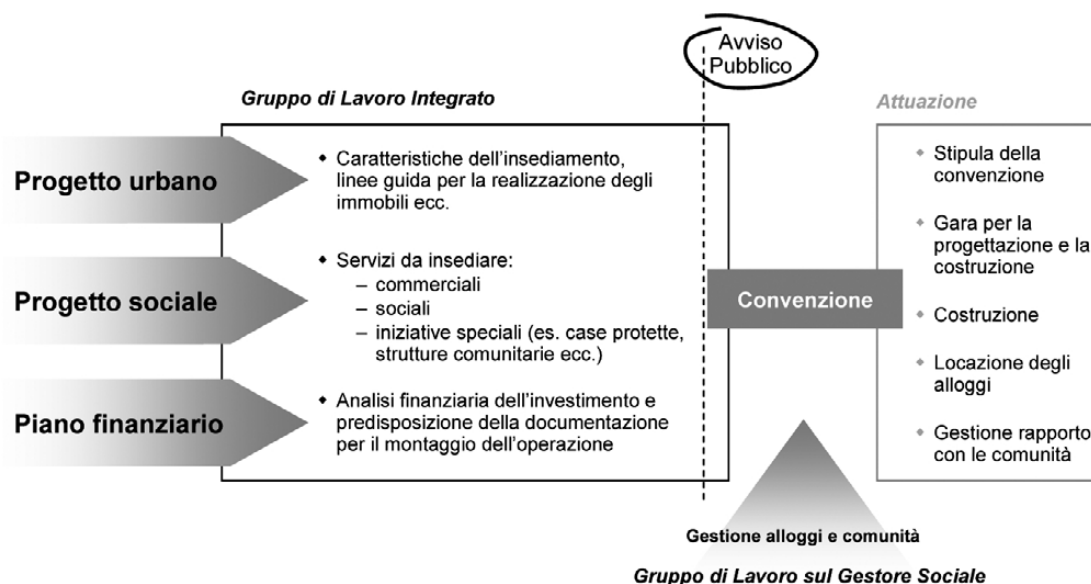 Avviso
Pubblico
Gruppo di Lavoro Integrato
Attuazione
Progetto urbano
◆ Caratteristiche dell'insediamento,
linee guida per la realizzazione degli
immobili ecc.
Progetto sociale
◆ Servizi da insediare:
– commerciali
– sociali
– iniziative speciali (es. case protette,
strutture comunitarie ecc.)
Piano finanziario
◆ Analisi finanziaria dell'investimento e
predisposizione della documentazione
per il montaggio dell'operazione
Convenzione
◆ Stipula della
convenzione
◆ Gara per la
progettazione e la
costruzione
◆ Costruzione
◆ Locazione degli
alloggi
◆ Gestione rapporto
con le comunità
Gestione alloggi e comunità
Gruppo di Lavoro sul Gestore Sociale